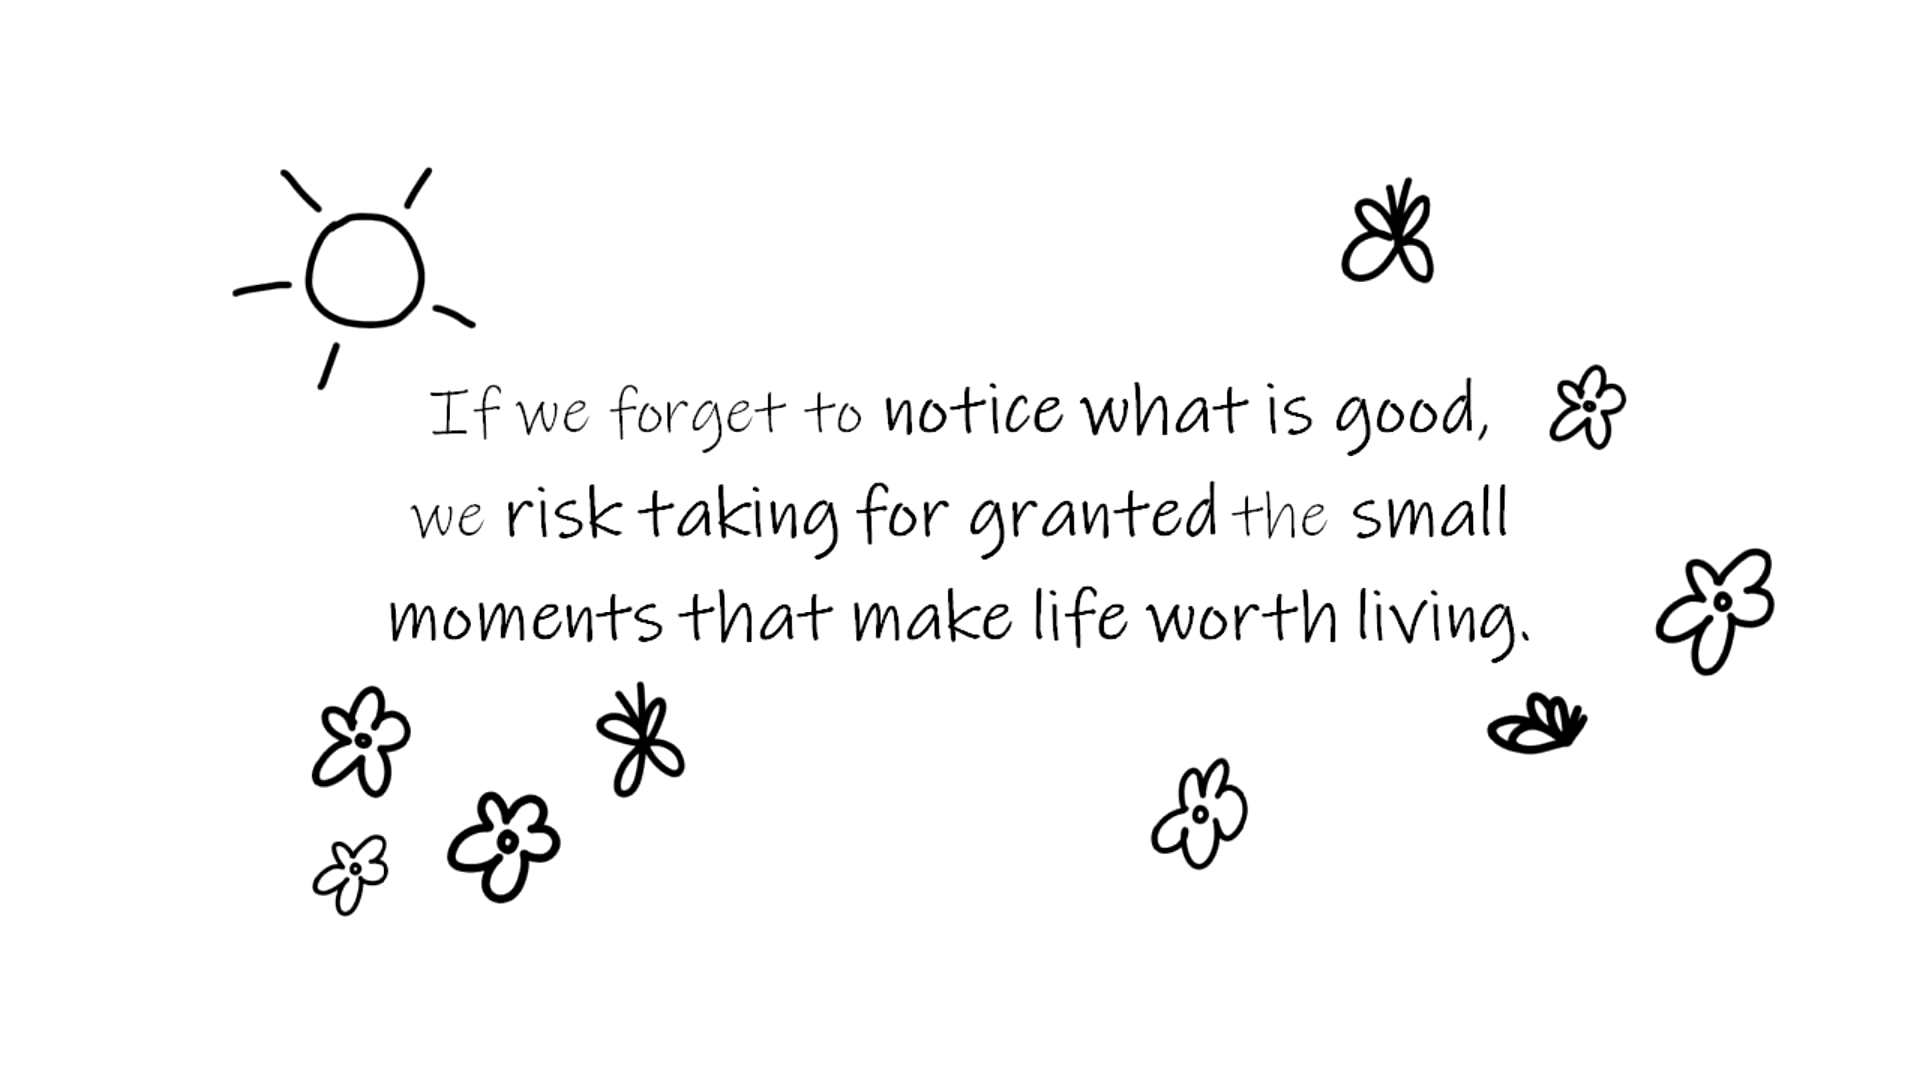 If we forget to notice what is good,
we risk taking for granted the small
moments that make life worth living.